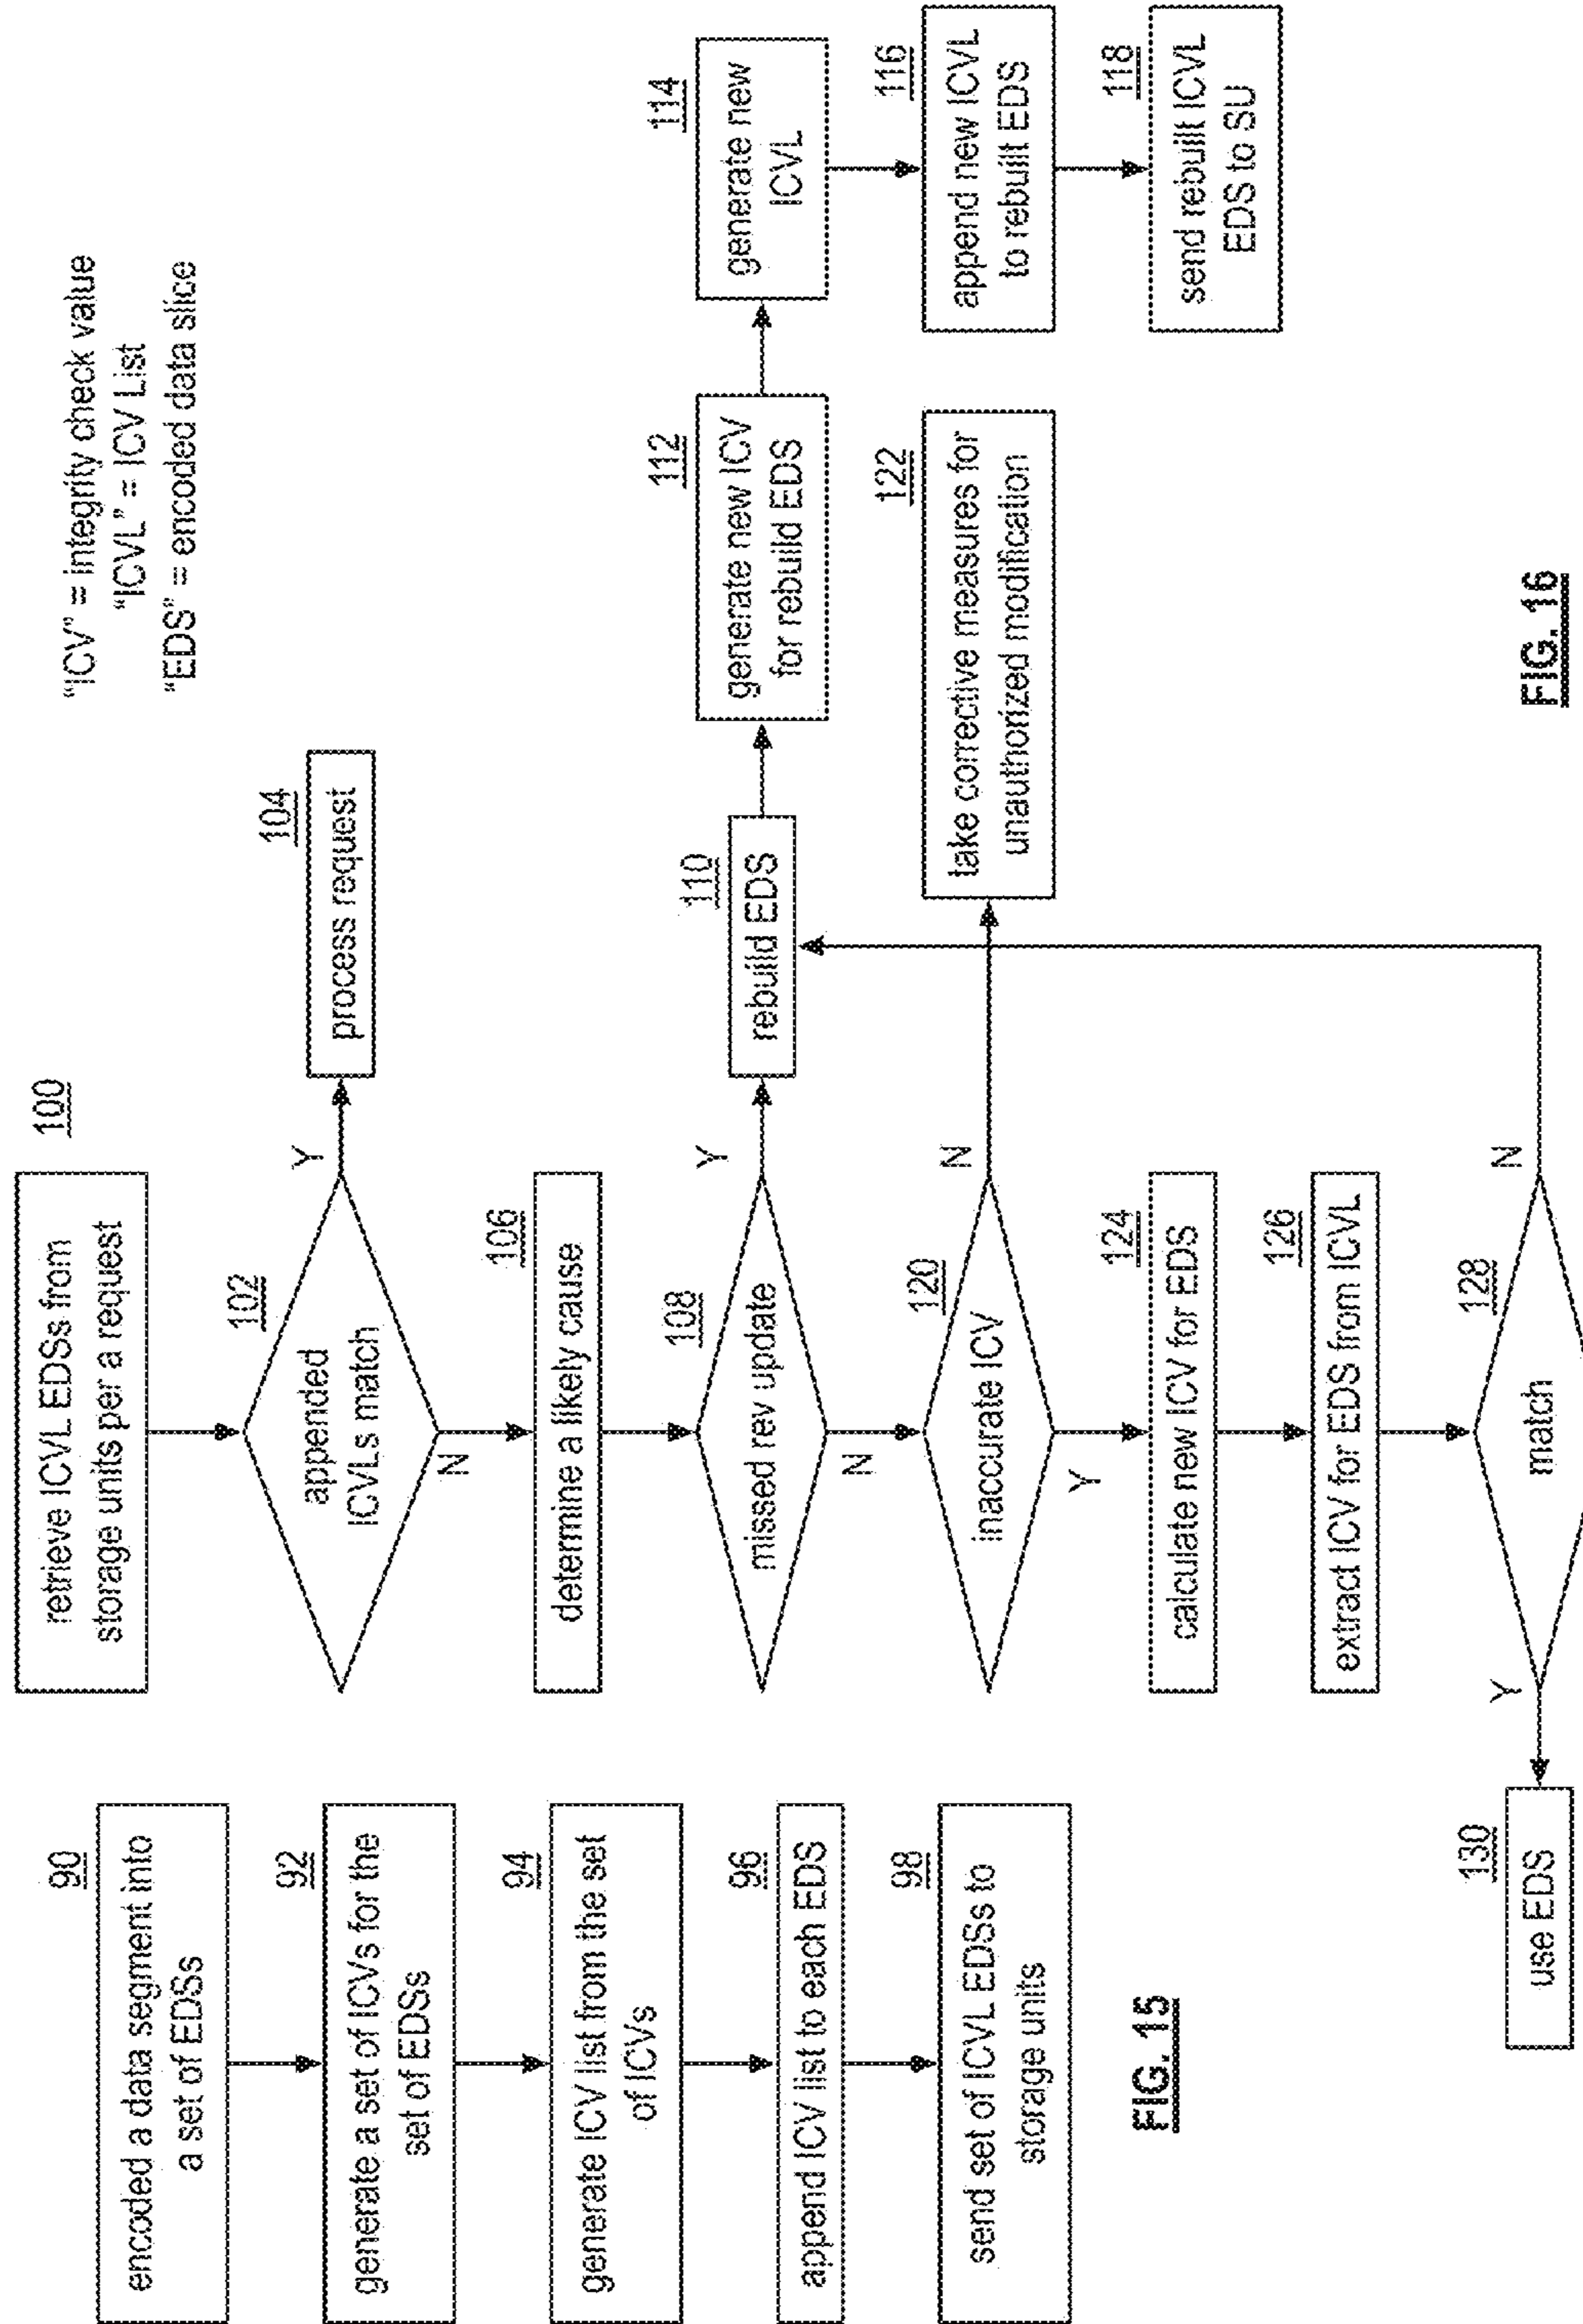 90
encoded a data segment into
a set of EDSs
92
generate a set of ICVs for the
set of EDSs
94
generate ICV list from the set
of ICVs
96
append ICV list to each EDS
98
send set of ICVL EDSs to
storage units
FIG. 15
"ICV" = integrity check value
"ICVL" = ICV List
"EDS" = encoded data slice
100
retrieve ICVL EDSs from
storage units per a request
102
appended
ICVLs match
Y
N
104
process request
106
determine a likely cause
108
missed rev update
Y
N
110
rebuild EDS
112
generate new ICV
for rebuild EDS
114
generate new
ICVL
116
append new ICVL
to rebuilt EDS
118
send rebuilt ICVL
EDS to SU
120
inaccurate ICV
N
Y
122
take corrective measures for
unauthorized modification
124
calculate new ICV for EDS
126
extract ICV for EDS from ICVL
128
match
Y
N
130
use EDS
FIG. 16